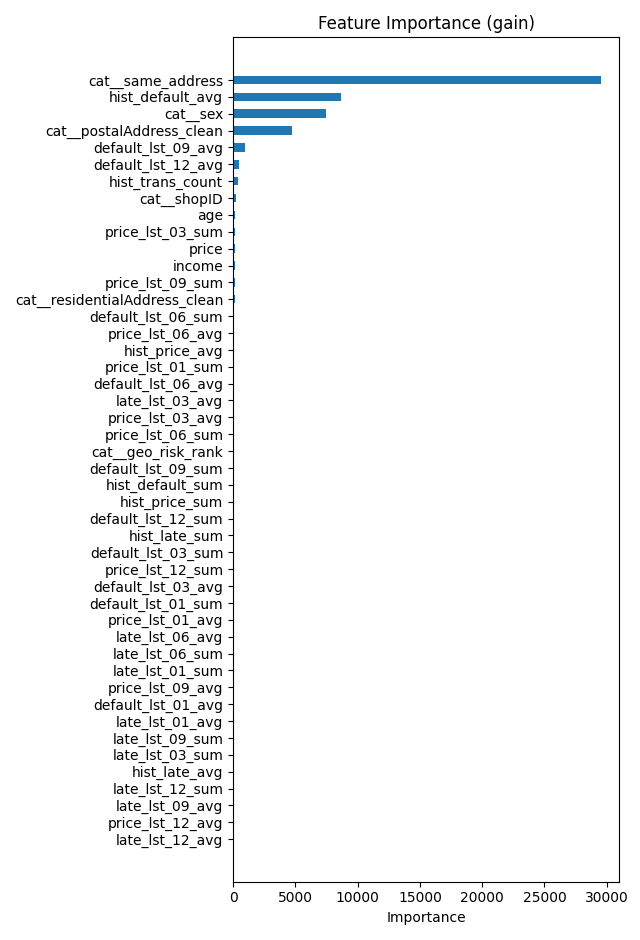 Feature Importance (gain)
cat__same_address
hist_default_avg
cat__sex
cat__postalAddress_clean
default_lst_09_avg
default_lst_12_avg
hist_trans_count
cat__shopID
age
price_lst_03_sum
price
income
price_lst_09_sum
cat__residentialAddress_clean
default_lst_06_sum
price_lst_06_avg
hist_price_avg
price_lst_01_sum
default_lst_06_avg
late_lst_03_avg
price_lst_03_avg
price_lst_06_sum
cat__geo_risk_rank
default_lst_09_sum
hist_default_sum
hist_price_sum
default_lst_12_sum
hist_late_sum
default_lst_03_sum
price_lst_12_sum
default_lst_03_avg
default_lst_01_sum
price_lst_01_avg
late_lst_06_avg
late_lst_06_sum
late_lst_01_sum
price_lst_09_avg
default_lst_01_avg
late_lst_01_avg
late_lst_09_sum
late_lst_03_sum
hist_late_avg
late_lst_12_sum
late_lst_09_avg
price_lst_12_avg
late_lst_12_avg
0 5000 10000 15000 20000 25000 30000
Importance